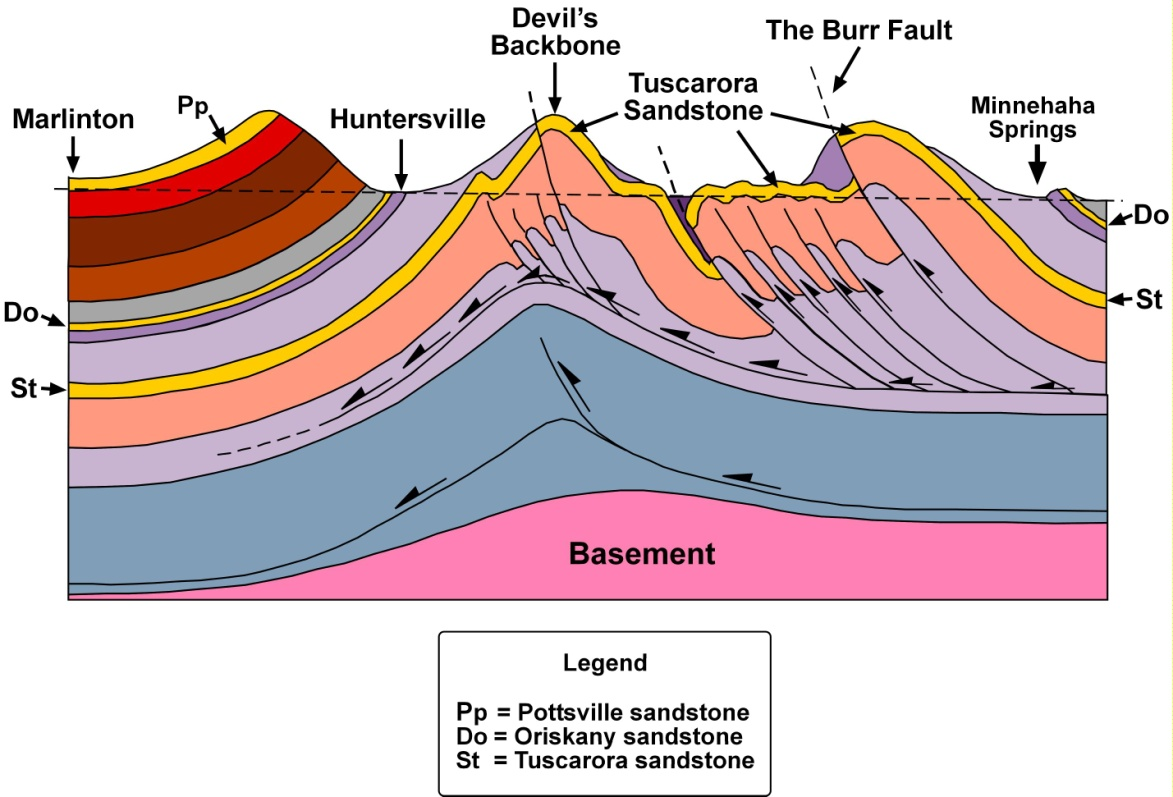 Devil's
Backbone
The Burr Fault
Tuscarora
Sandstone
Marlinton
Pp
Huntersville
Minnehaha
Springs
Do
St
Do
St
Basement
Legend
Pp = Pottsville sandstone
Do = Oriskany sandstone
St = Tuscarora sandstone